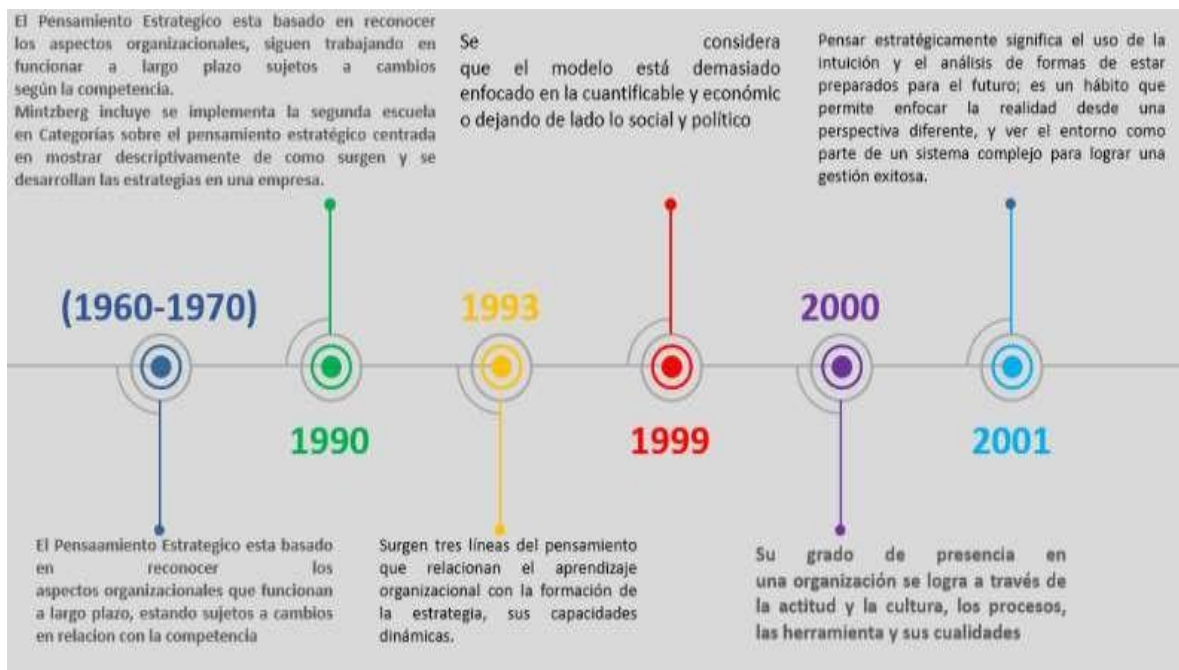 El Pensamiento Estrategico esta basado en reconocer
los aspectos organizacionales, siguen trabajando en
funcionar a largo plazo sujetos a cambios
según la competencia.
Mintzberg incluye se implementa la segunda escuela
en Categorías sobre el pensamiento estratégico centrada
en mostrar descriptivamente de como surgen y se
desarrollan las estrategias en una empresa.
Se considera
que el modelo está demasiado
enfocado en la cuantificable y económic
o dejando de lado lo social y político
Pensar estratégicamente significa el uso de la
intuición y el análisis de formas de estar
preparados para el futuro; es un hábito que
permite enfocar la realidad desde una
perspectiva diferente, y ver el entorno como
parte de un sistema complejo para lograr una
gestión exitosa.
(1960-1970)
1990
1993
1999
2000
2001
El Pensaamiento Estrategico esta basado
en reconocer los
aspectos organizacionales que funcionan
a largo plazo, estando sujetos a cambios
en relacion con la competencia
Surgen tres líneas del pensamiento
que relacionan el aprendizaje
organizacional con la formación de
la estrategia, sus capacidades
dinámicas.
Su grado de presencia en
una organización se logra a través de
la actitud y la cultura, los procesos,
las herramienta y sus cualidades